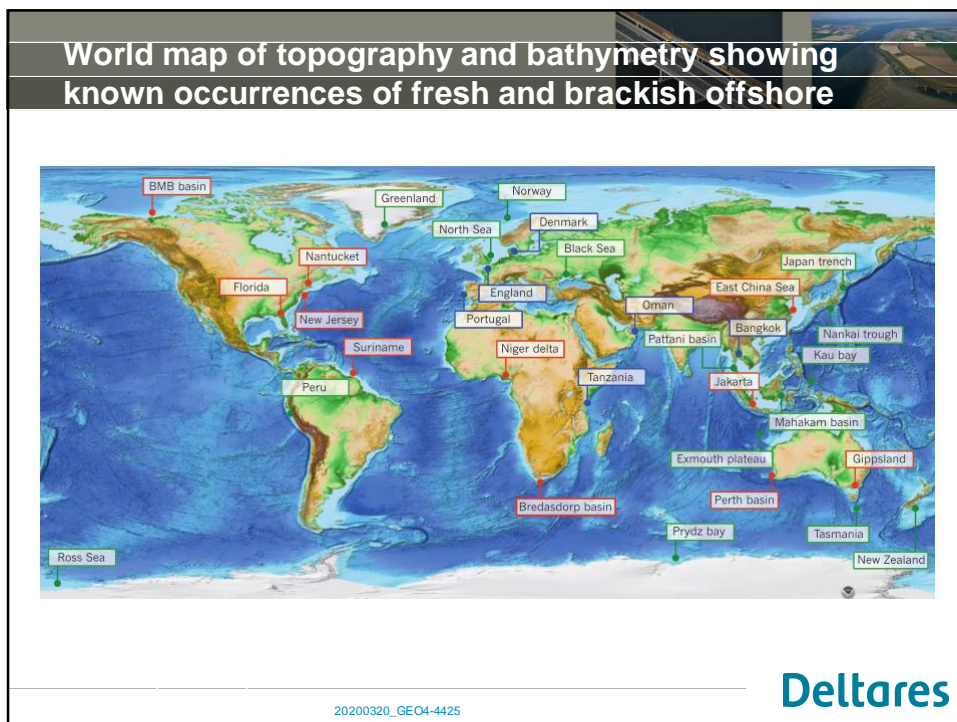 World map of topography and bathymetry showing
known occurrences of fresh and brackish offshore
BMB basin
Greenland
Norway
North Sea
Denmark
Black Sea
Nantucket
Japan trench
Florida
East China Sea
England
Oman
New Jersey
Portugal
Bangkok
Pattani basin
Nankai trough
Suriname
Niger delta
Kau bay
Peru
Tanzania
Jakarta
Mahakam basin
Exmouth plateau
Gippsland
Bredasdorp basin
Perth basin
Prydz bay
Tasmania
Ross Sea
New Zealand
Deltares
20200320_GEO4-4425